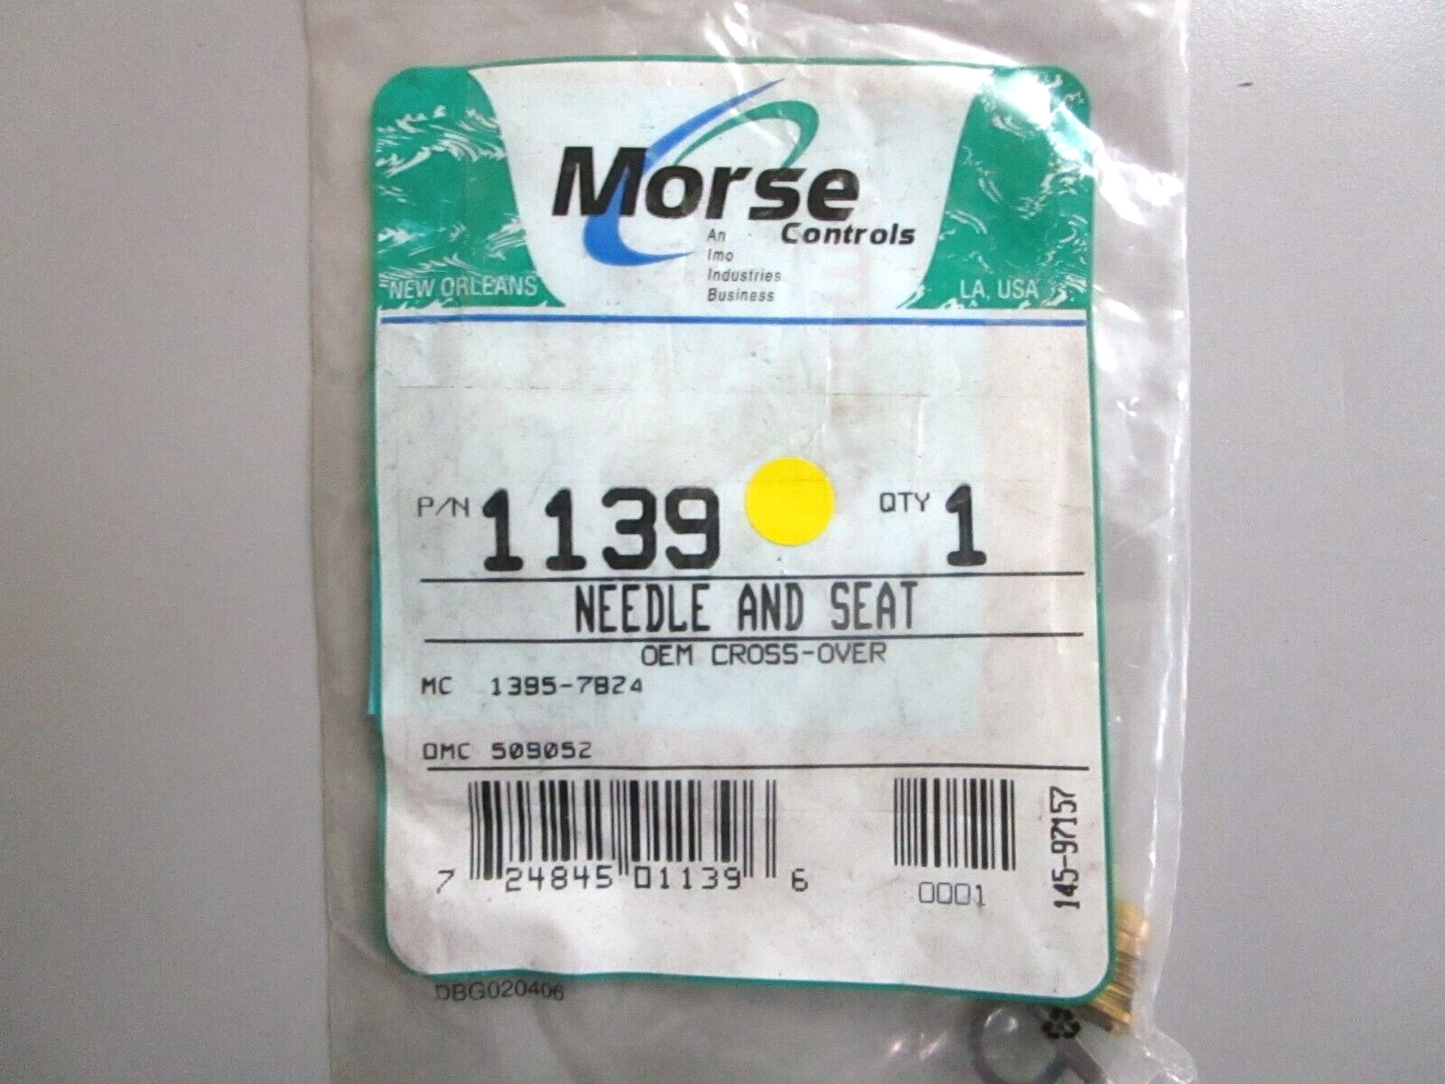 Morse
Controls
An
Imo
Industries
Business
NEW ORLEANS
LA, USA
P/N 1139 QTY 1
NEEDLE AND SEAT
OEM CROSS-OVER
MC 1395-7824
OMC 509052
7 24845 01139 6
0001
145-97157
DBG020406